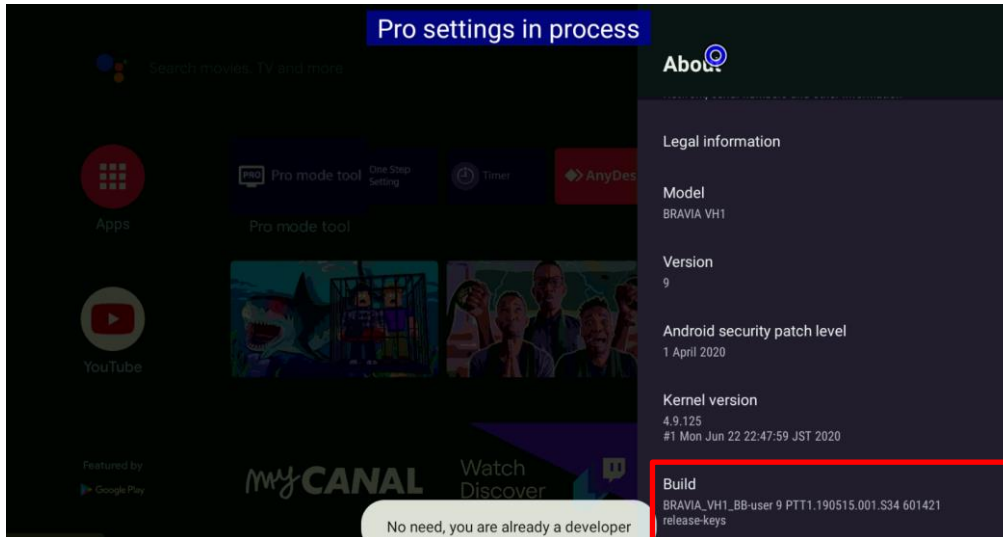 Pro settings in process
About
Search movies, TV and more
Legal information
PRO Pro mode tool
One Step
Setting
Timer
AnyDes
Model
BRAVIA VH1
Apps
Pro mode tool
Version
9
Android security patch level
1 April 2020
YouTube
Kernel version
4.9.125
#1 Mon Jun 22 22:47:59 JST 2020
Featured by
Google Play
myCANAL
Watch
Discover
Build
BRAVIA_VH1_BB-user 9 PTT1.190515.001.S34 601421
release-keys
No need, you are already a developer